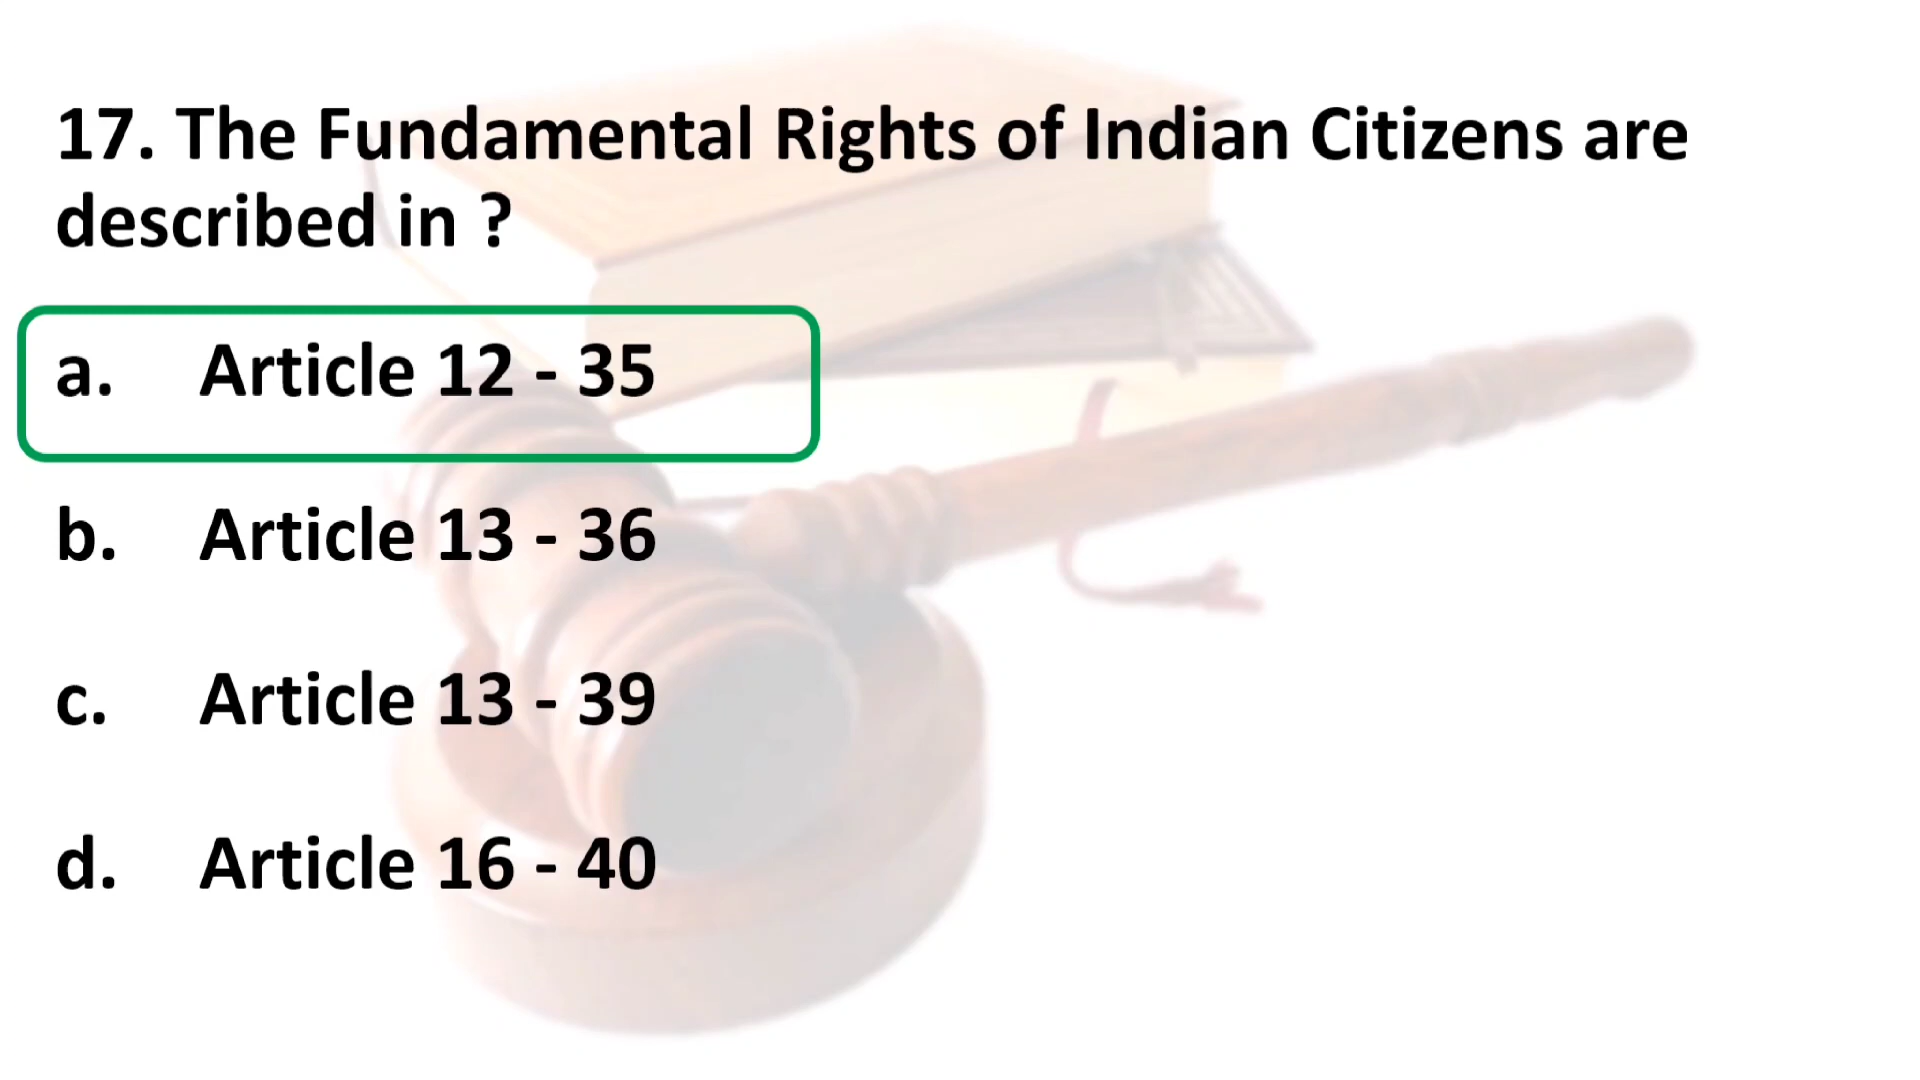 17. The Fundamental Rights of Indian Citizens are
described in ?
a. Article 12 - 35
b. Article 13 - 36
c. Article 13 - 39
d. Article 16 - 40